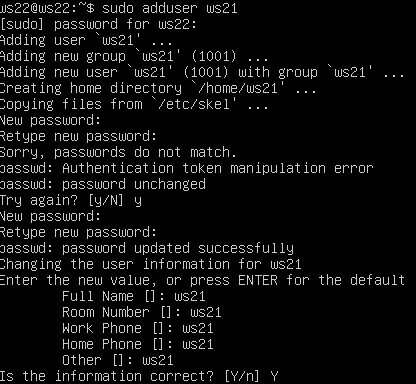 ws22@ws22:~$ sudo adduser ws21
[sudo] password for ws22:
Adding user `ws21' ...
Adding new group `ws21' (1001) ...
Adding new user `ws21' (1001) with group `ws21' ...
Creating home directory `/home/ws21' ...
Copying files from `/etc/skel' ...
New password:
Retype new password:
Sorry, passwords do not match.
passwd: Authentication token manipulation error
passwd: password unchanged
Try again? [y/N] y
New password:
Retype new password:
passwd: password updated successfully
Changing the user information for ws21
Enter the new value, or press ENTER for the default
Full Name []: ws21
Room Number []: ws21
Work Phone []: ws21
Home Phone []: ws21
Other []: ws21
Is the information correct? [Y/n] Y